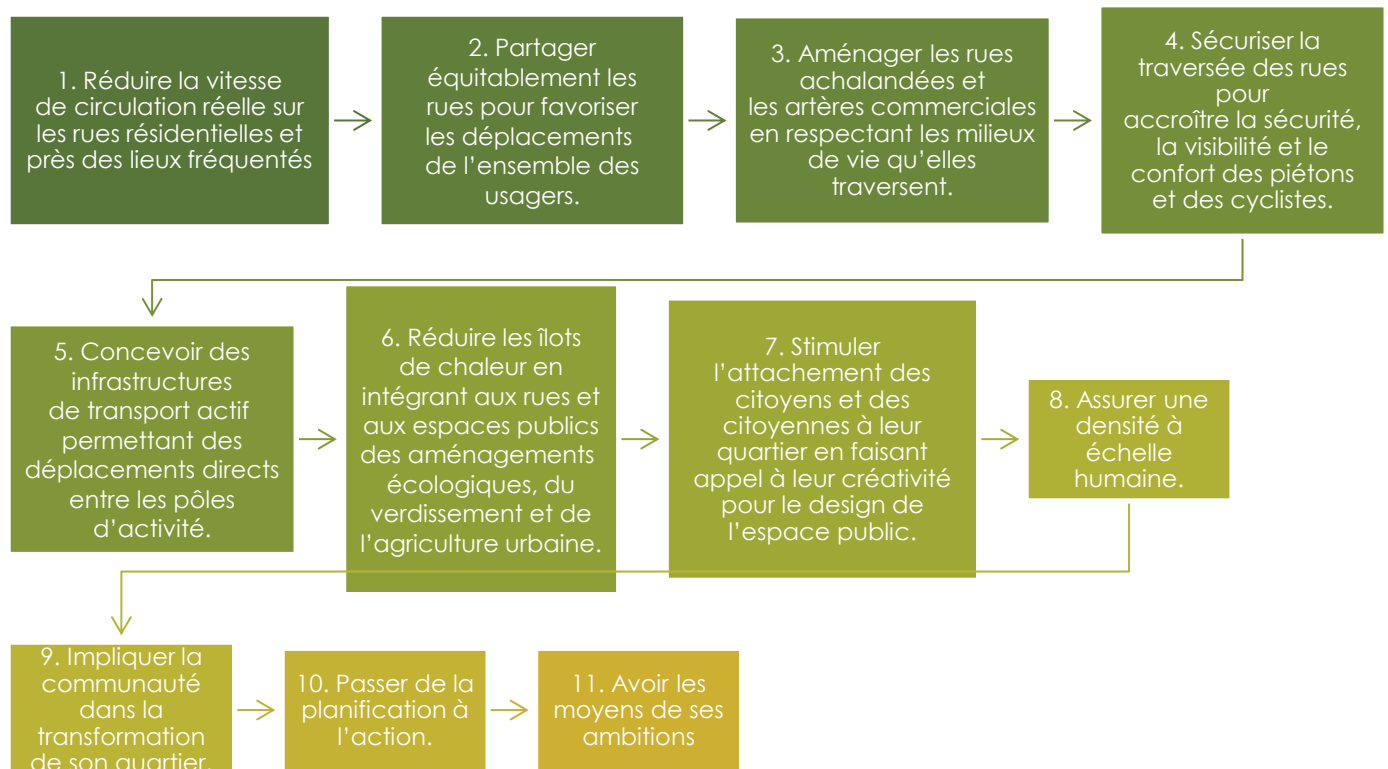 1. Réduire la vitesse
de circulation réelle sur
les rues résidentielles et
près des lieux fréquentés
2. Partager
équitablement les
rues pour favoriser
les déplacements
de l’ensemble des
usagers.
3. Aménager les rues
achalandées et
les artères commerciales
en respectant les milieux
de vie qu’elles
traversent.
4. Sécuriser la
traversée des rues
pour
accroître la sécurité,
la visibilité et le
confort des piétons
et des cyclistes.
5. Concevoir des
infrastructures
de transport actif
permettant des
déplacements directs
entre les pôles
d’activité.
6. Réduire les îlots
de chaleur en
intégrant aux rues et
aux espaces publics
des aménagements
écologiques, du
verdissement et de
l’agriculture urbaine.
7. Stimuler
l’attachement des
citoyens et des
citoyennes à leur
quartier en faisant
appel à leur créativité
pour le design de
l’espace public.
8. Assurer une
densité à
échelle
humaine.
9. Impliquer la
communauté
dans la
transformation
de son quartier.
10. Passer de la
planification à
l’action.
11. Avoir les
moyens de ses
ambitions